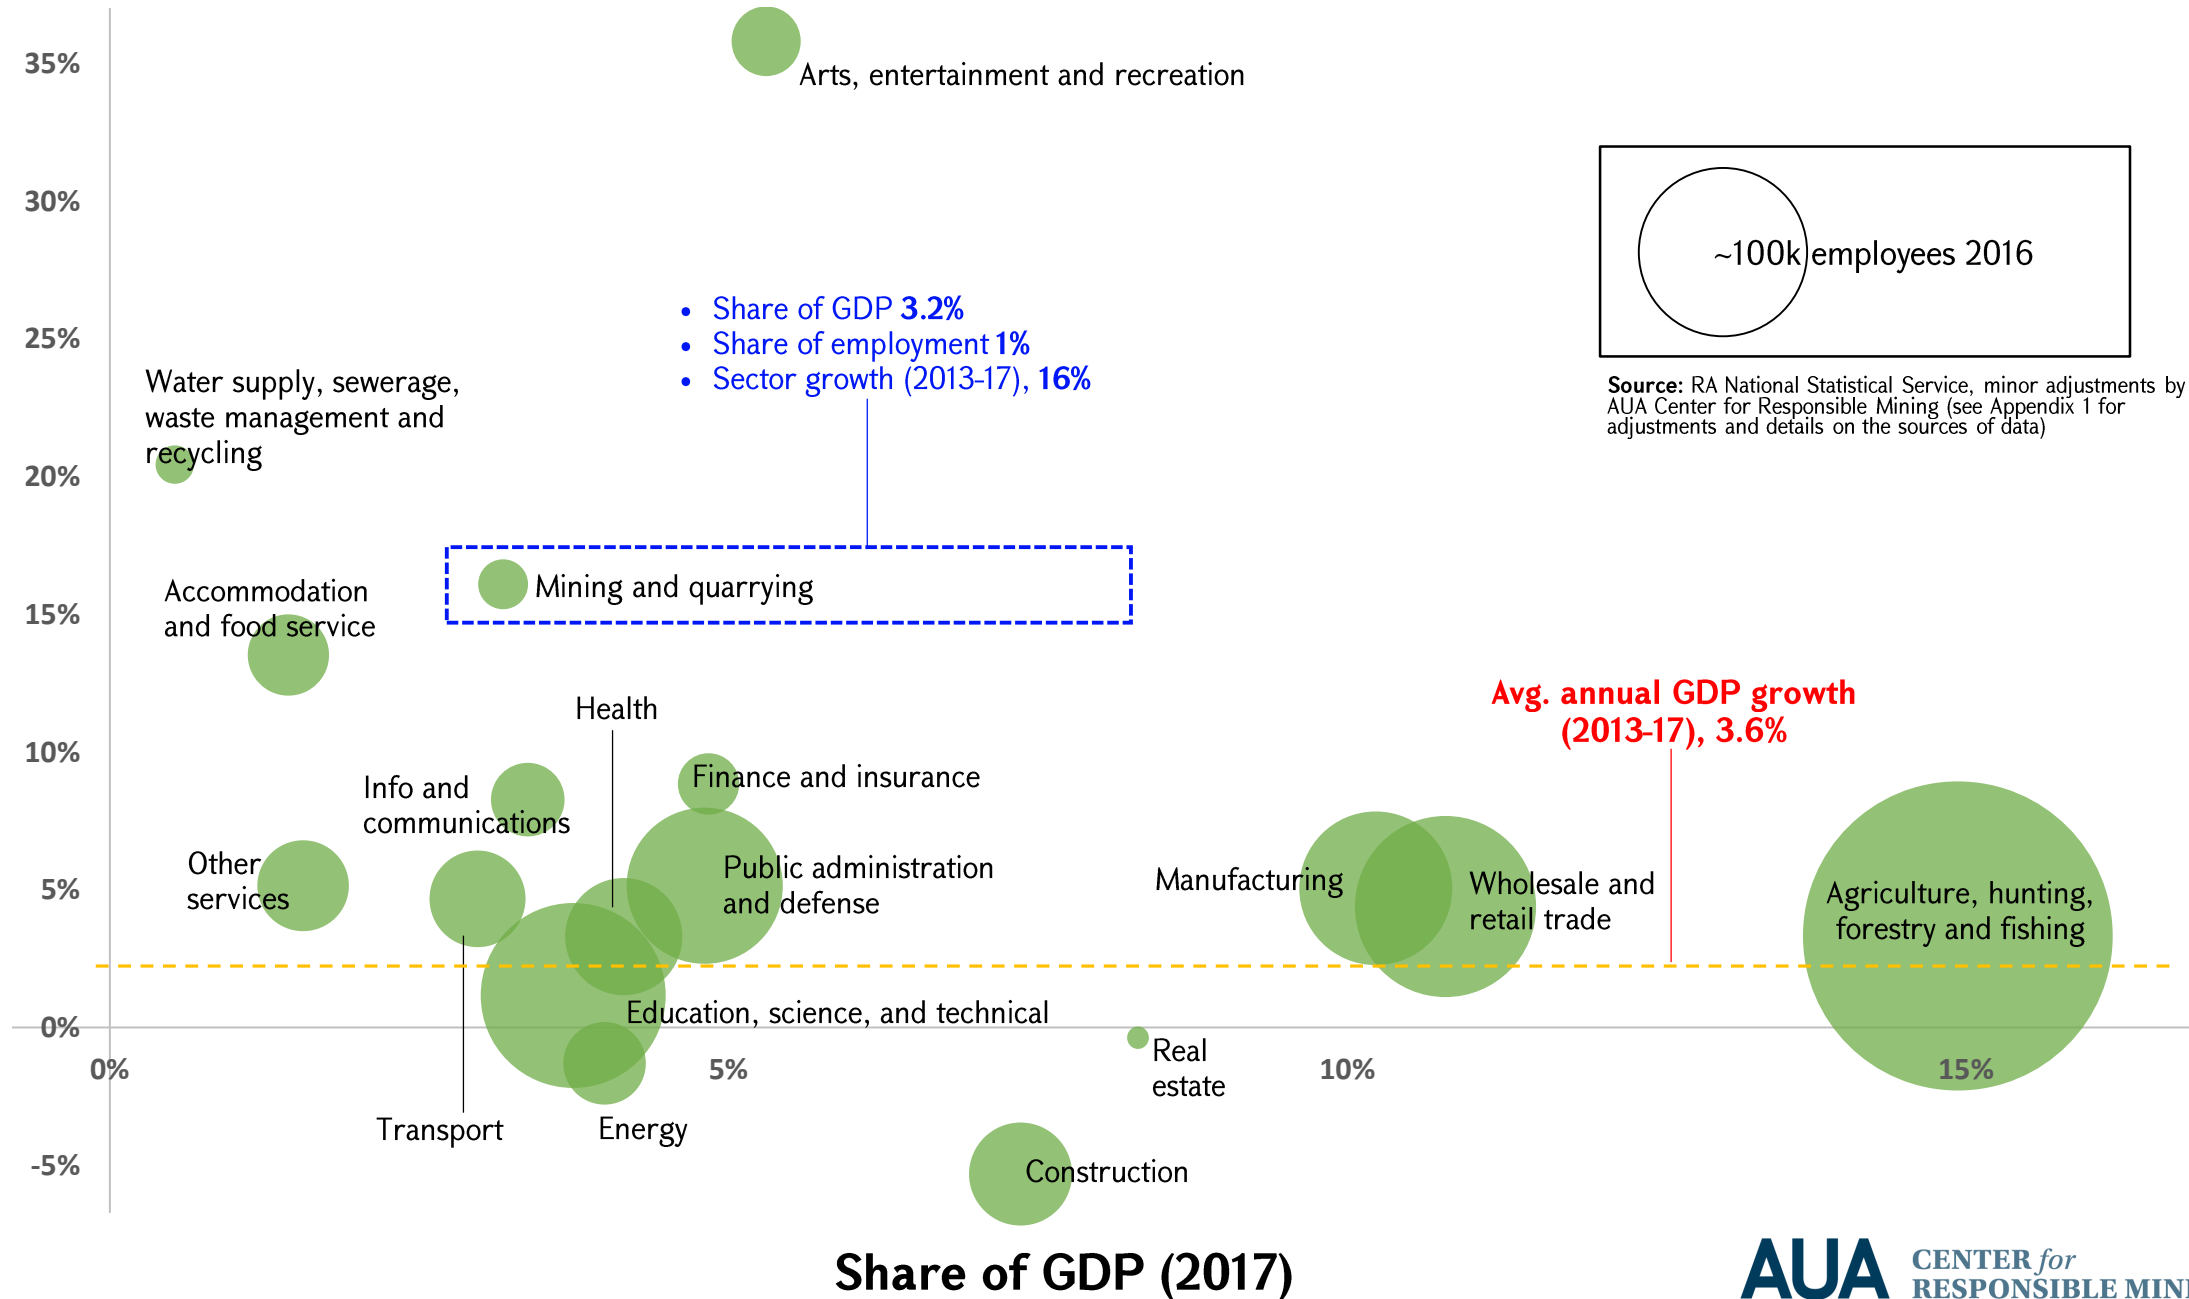 35%
Arts, entertainment and recreation
30%
~100k employees 2016
• Share of GDP 3.2%
25%
• Share of employment 1%
• Sector growth (2013-17), 16%
Source: RA National Statistical Service, minor adjustments by
AUA Center for Responsible Mining (see Appendix 1 for
adjustments and details on the sources of data)
Water supply, sewerage,
waste management and
recycling
20%
Mining and quarrying
Accommodation
and food service
15%
Health
Avg. annual GDP growth
(2013-17), 3.6%
10%
Info and
communications
Finance and insurance
Other
services
Public administration
and defense
Manufacturing
Wholesale and
retail trade
Agriculture, hunting,
forestry and fishing
5%
Education, science, and technical
0%
0%
5%
10%
15%
Real
estate
Transport
Energy
-5%
Construction
Share of GDP (2017)
AUA
CENTER for
RESPONSIBLE MIN